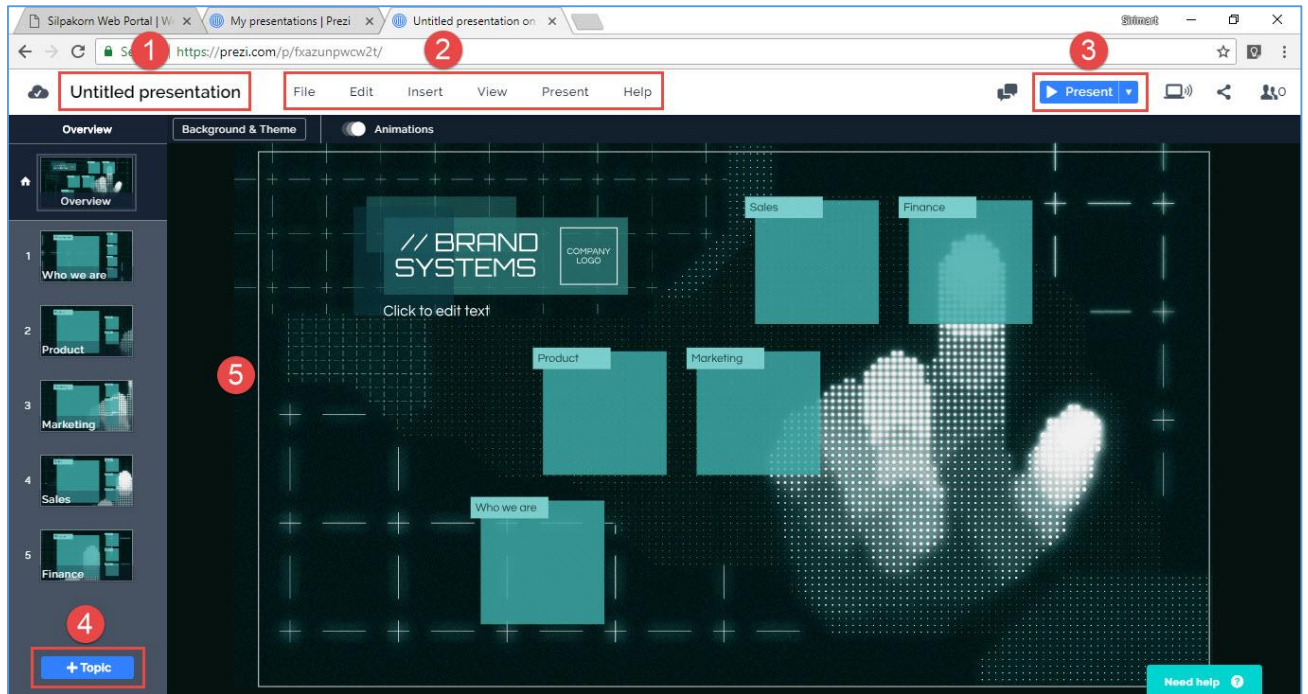 Silpakorn Web Portal | W
My presentations | Prezi
Untitled presentation on
Sirimart
1
2
3
https://prezi.com/p/fxazunpwcw2t/
Untitled presentation
File Edit Insert View Present Help
Present
Overview
Background & Theme
Animations
Overview
1
Who we are
2
Product
3
Marketing
4
Sales
5
Finance
4
+ Topic
5
// BRAND
SYSTEMS
COMPANY
LOGO
Click to edit text
Sales
Finance
Product
Marketing
Who we are
Need help ?